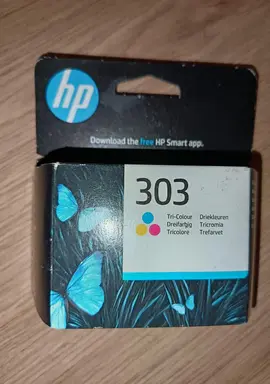 hp
Download the free HP Smart app.
303
Tri-Colour Driekleuren
Dreifarbig Tricromia
Tricolore Trefarvet